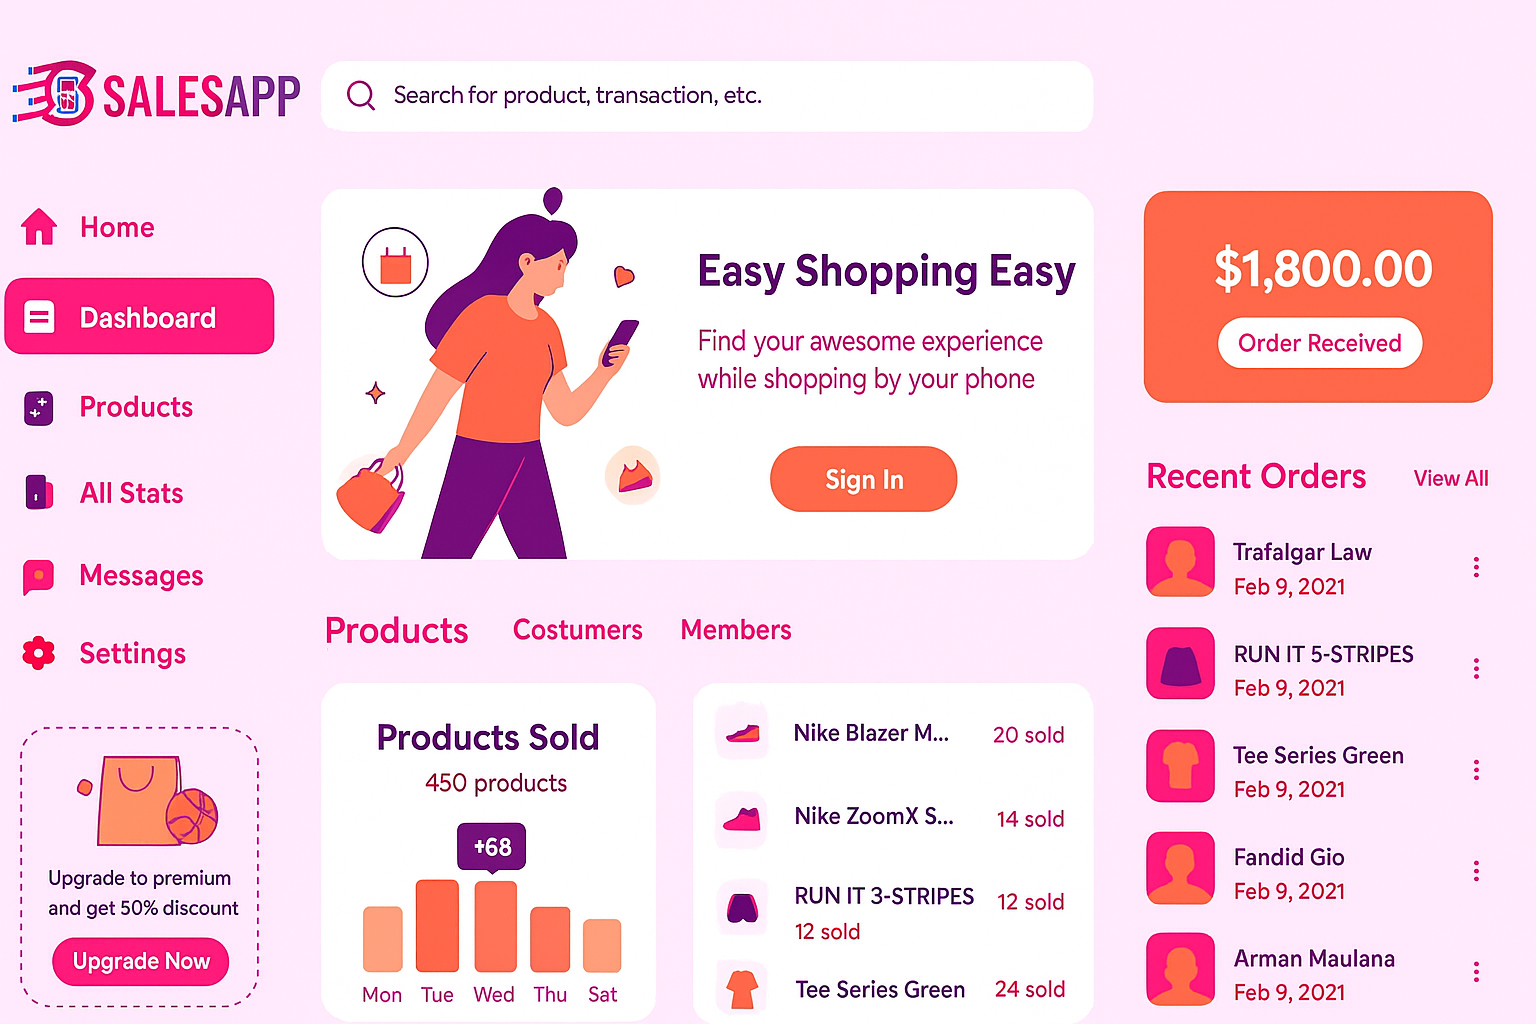 SALESAPP
Search for product, transaction, etc.
Home
Dashboard
Products
All Stats
Messages
Settings
Upgrade to premium
and get 50% discount
Upgrade Now
Easy Shopping Easy
Find your awesome experience
while shopping by your phone
Sign In
Products Costumers Members
Products Sold
450 products
+68
Mon Tue Wed Thu Sat
Nike Blazer M... 20 sold
Nike ZoomX S... 14 sold
RUN IT 3-STRIPES 12 sold
12 sold
Tee Series Green 24 sold
$1,800.00
Order Received
Recent Orders View All
Trafalgar Law
Feb 9, 2021
RUN IT 5-STRIPES
Feb 9, 2021
Tee Series Green
Feb 9, 2021
Fandid Gio
Feb 9, 2021
Arman Maulana
Feb 9, 2021